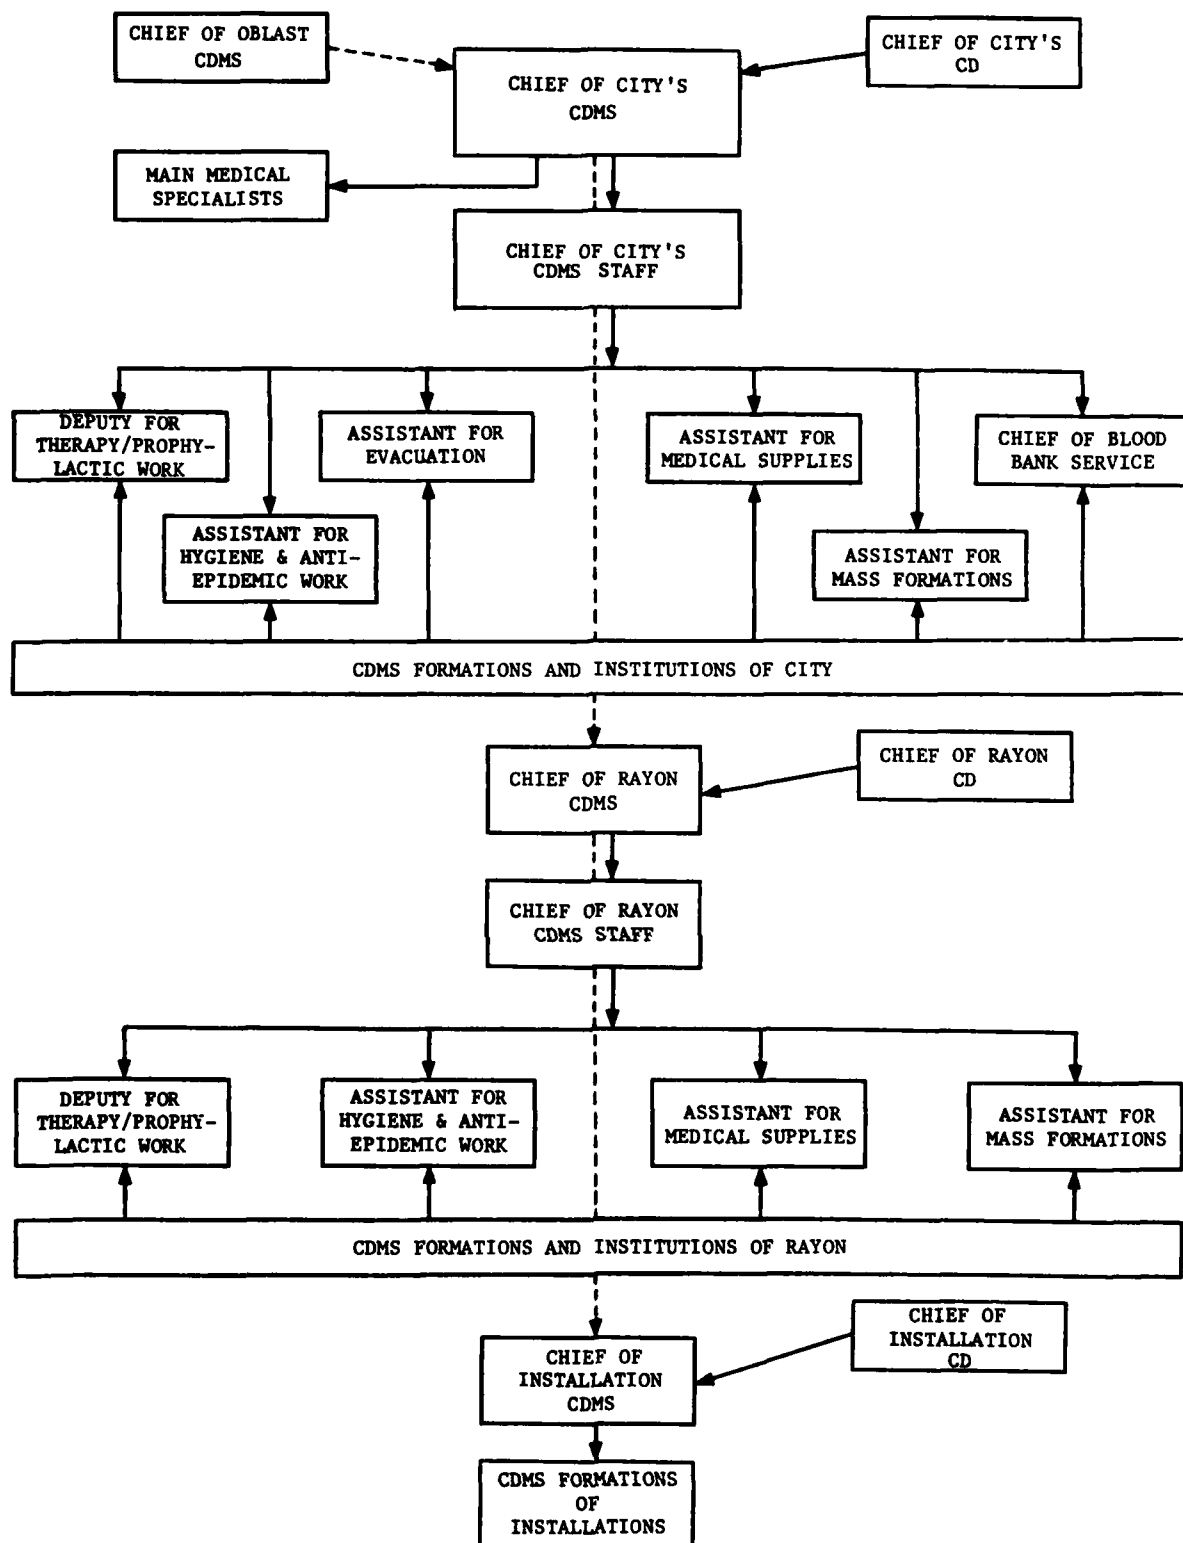 CHIEF OF OBLAST
CDMS
CHIEF OF CITY'S
CDMS
CHIEF OF CITY'S
CD
MAIN MEDICAL
SPECIALISTS
CHIEF OF CITY'S
CDMS STAFF
DEPUTY FOR
THERAPY/PROPHY-
LACTIC WORK
ASSISTANT FOR
EVACUATION
ASSISTANT FOR
MEDICAL SUPPLIES
CHIEF OF BLOOD
BANK SERVICE
ASSISTANT FOR
HYGIENE & ANTI-
EPIDEMIC WORK
ASSISTANT FOR
MASS FORMATIONS
CDMS FORMATIONS AND INSTITUTIONS OF CITY
CHIEF OF RAYON
CDMS
CHIEF OF RAYON
CD
CHIEF OF RAYON
CDMS STAFF
DEPUTY FOR
THERAPY/PROPHY-
LACTIC WORK
ASSISTANT FOR
HYGIENE & ANTI-
EPIDEMIC WORK
ASSISTANT FOR
MEDICAL SUPPLIES
ASSISTANT FOR
MASS FORMATIONS
CDMS FORMATIONS AND INSTITUTIONS OF RAYON
CHIEF OF
INSTALLATION
CD
CHIEF OF
INSTALLATION
CDMS
CDMS FORMATIONS
OF
INSTALLATIONS